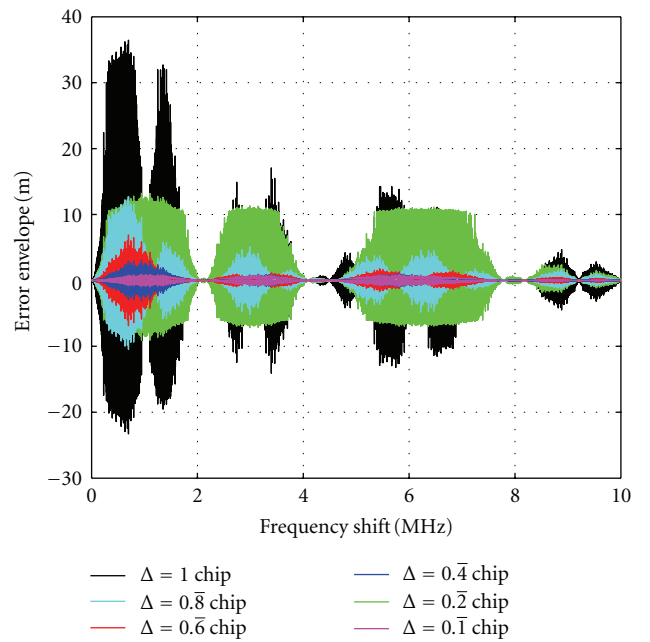 Error envelope (m)
40
30
20
10
0
−10
−20
−30
0 2 4 6 8 10
Frequency shift (MHz)
Δ = 1 chip
Δ = 0.8̅ chip
Δ = 0.6̅ chip
Δ = 0.4̅ chip
Δ = 0.2̅ chip
Δ = 0.1̅ chip